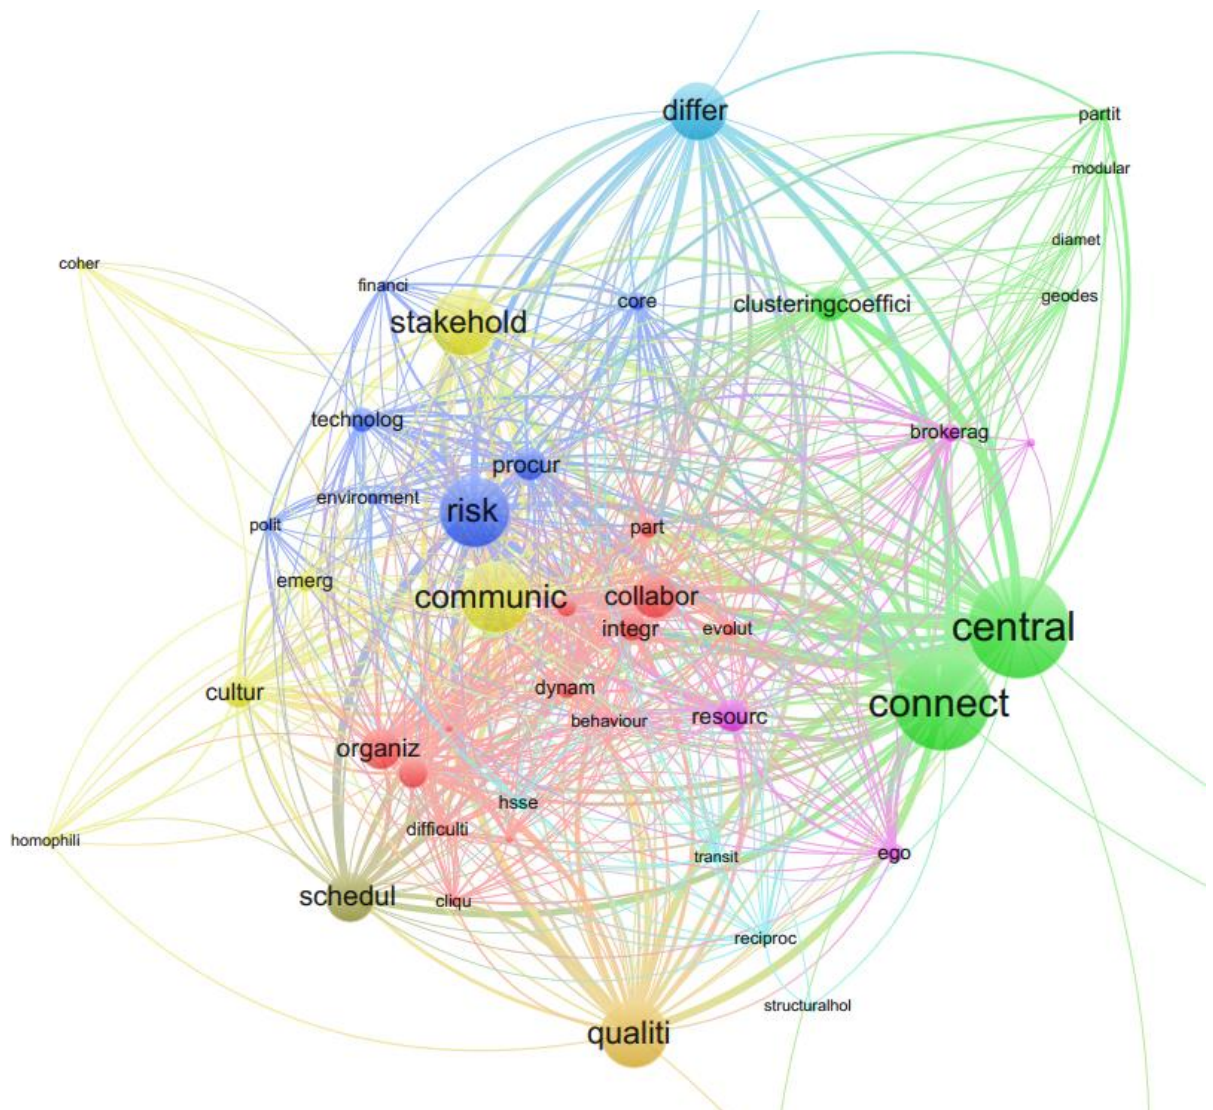 differ
partit
modular
diamet
coher
financi
core
clusteringcoeffici
geodes
stakehold
technolog
brokerag
procur
environment
risk
polit
part
emerg
communic
collabor
integr
evolut
central
cultur
dynam
behaviour
resourc
connect
organiz
hsse
difficulti
homophili
transit
ego
schedul
cliqu
reciproc
structuralhol
qualiti